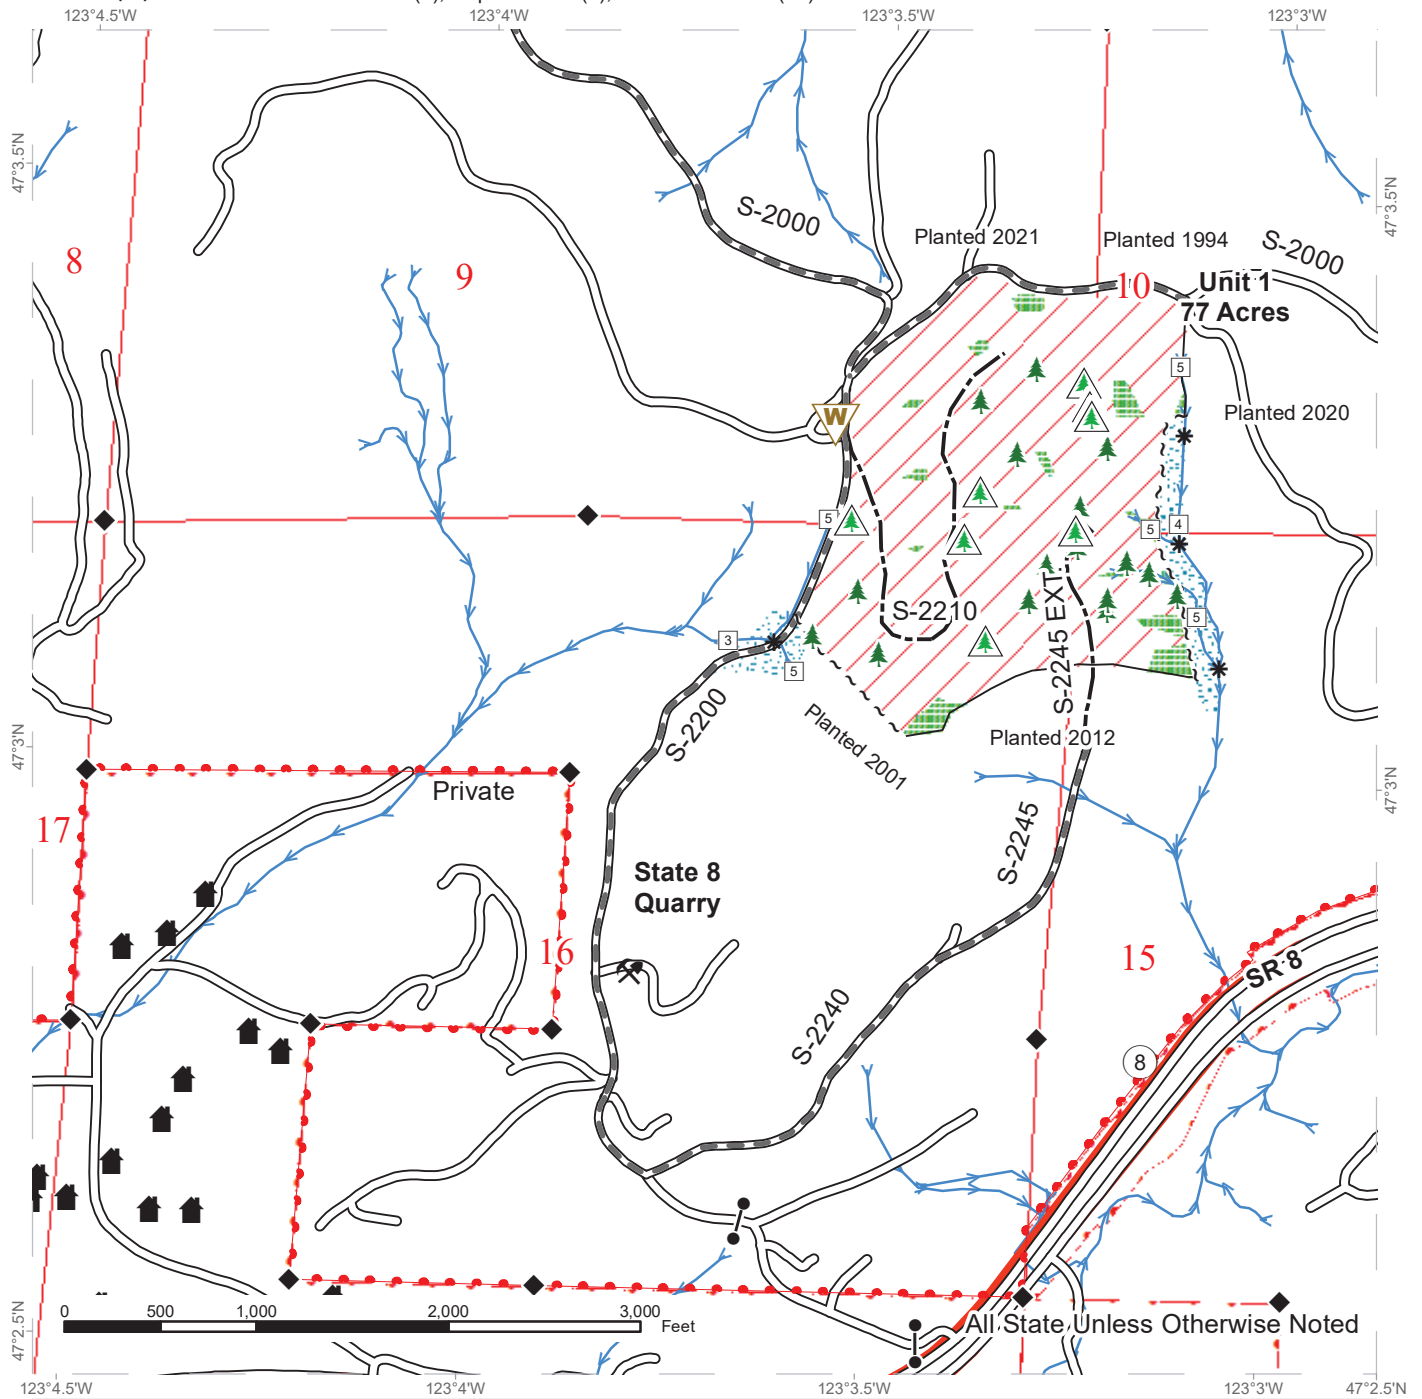 123°4.5'W
123°4'W
123°3.5'W
123°3'W
47°3.5'N
47°3.5'N
S-2000
Planted 2021
Planted 1994
S-2000
8
9
10
Unit 1
77 Acres
5
W
Planted 2020
5
5
4
S-2210
S-2245 EXT.
5
3
5
S-2200
Planted 2001
Planted 2012
47°3'N
47°3'N
Private
17
S-2245
State 8
Quarry
16
15
SR 8
S-2240
8
0
500
1,000
2,000
3,000
Feet
All State Unless Otherwise Noted
47°2.5'N
123°4.5'W
123°4'W
123°3.5'W
123°3'W
47°2.5'N